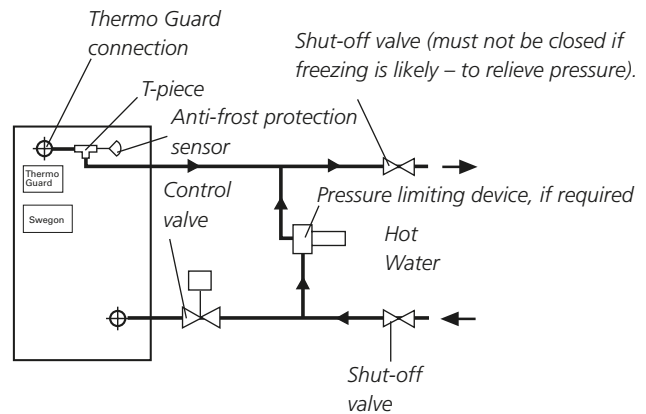 Thermo Guard
connection
Shut-off valve (must not be closed if
freezing is likely – to relieve pressure).
T-piece
Anti-frost protection
sensor
Thermo
Guard
Control
valve
Pressure limiting device, if required
Swegon
Hot
Water
Shut-off
valve